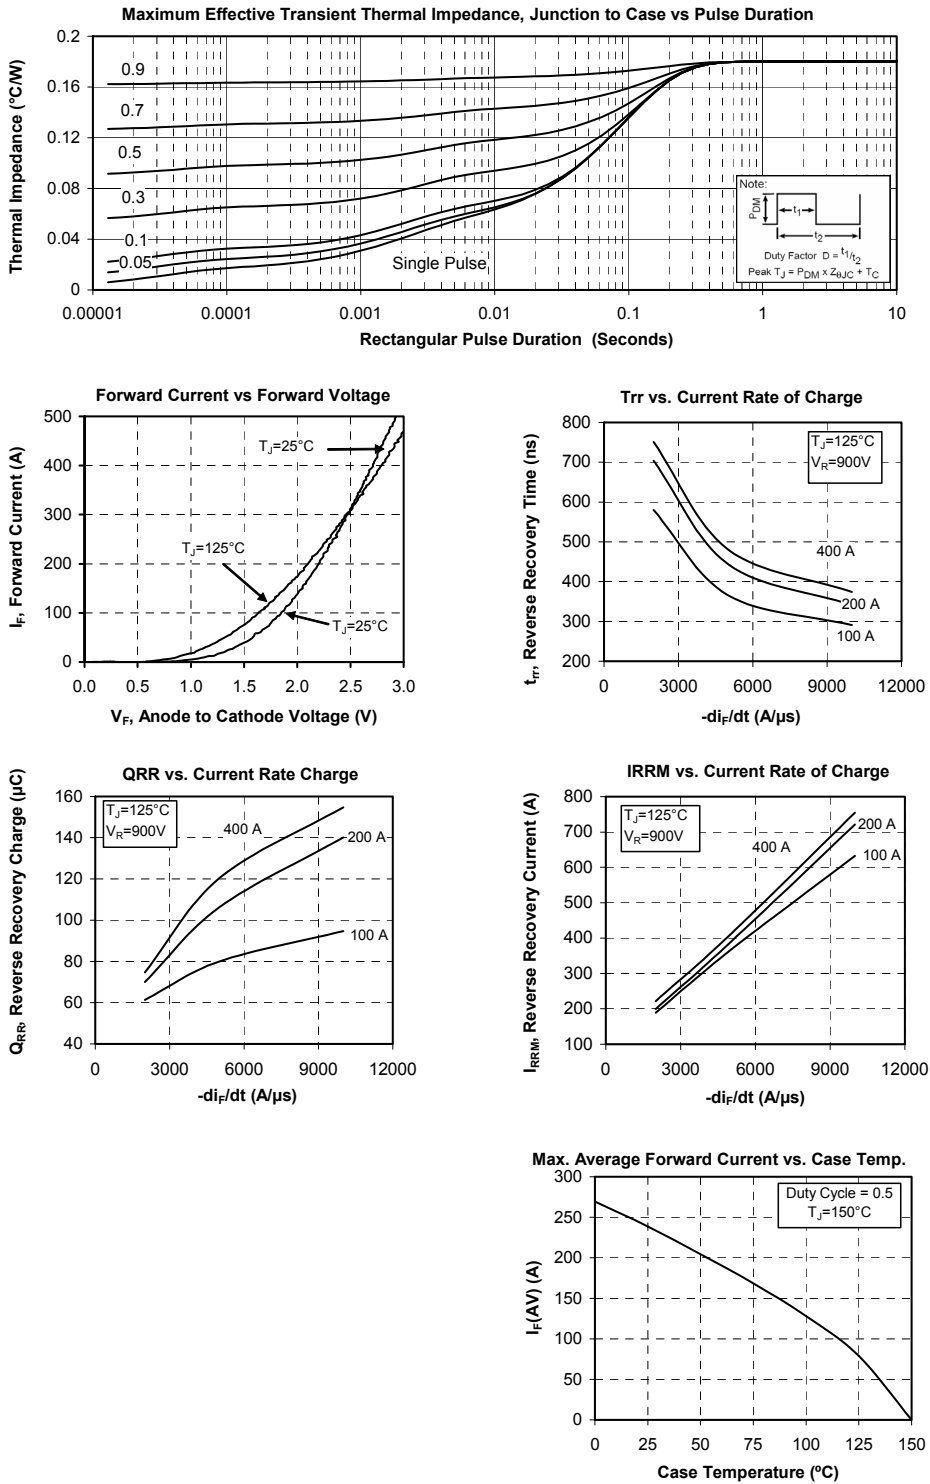 Maximum Effective Transient Thermal Impedance, Junction to Case vs Pulse Duration
Thermal Impedance (°C/W)
0.2
0.16
0.12
0.08
0.04
0
0.9
0.7
0.5
0.3
0.1
0.05
Single Pulse
Note:
PDM
t1
t2
Duty Factor D = t1/t2
Peak TJ = PDM x ZθJC + TC
0.00001 0.0001 0.001 0.01 0.1 1 10
Rectangular Pulse Duration (Seconds)
Forward Current vs Forward Voltage
IF, Forward Current (A)
500
400
300
200
100
0
TJ=25°C
TJ=125°C
TJ=25°C
0.0 0.5 1.0 1.5 2.0 2.5 3.0
VF, Anode to Cathode Voltage (V)
Trr vs. Current Rate of Charge
trr, Reverse Recovery Time (ns)
800
700
600
500
400
300
200
TJ=125°C
VR=900V
400 A
200 A
100 A
0 3000 6000 9000 12000
-diF/dt (A/µs)
QRR vs. Current Rate Charge
QRR, Reverse Recovery Charge (µC)
160
140
120
100
80
60
40
TJ=125°C
VR=900V
400 A
200 A
100 A
0 3000 6000 9000 12000
-diF/dt (A/µs)
IRRM vs. Current Rate of Charge
IRRM, Reverse Recovery Current (A)
800
700
600
500
400
300
200
100
TJ=125°C
VR=900V
400 A
200 A
100 A
0 3000 6000 9000 12000
-diF/dt (A/µs)
Max. Average Forward Current vs. Case Temp.
IF(AV) (A)
300
250
200
150
100
50
0
Duty Cycle = 0.5
TJ=150°C
0 25 50 75 100 125 150
Case Temperature (ºC)